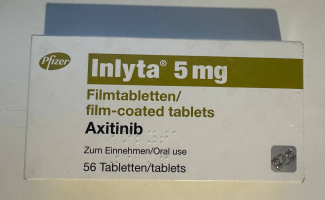 Pfizer
Inlyta® 5 mg
Filmtabletten/
film-coated tablets
Axitinib
Zum Einnehmen/Oral use
56 Tabletten/tablets